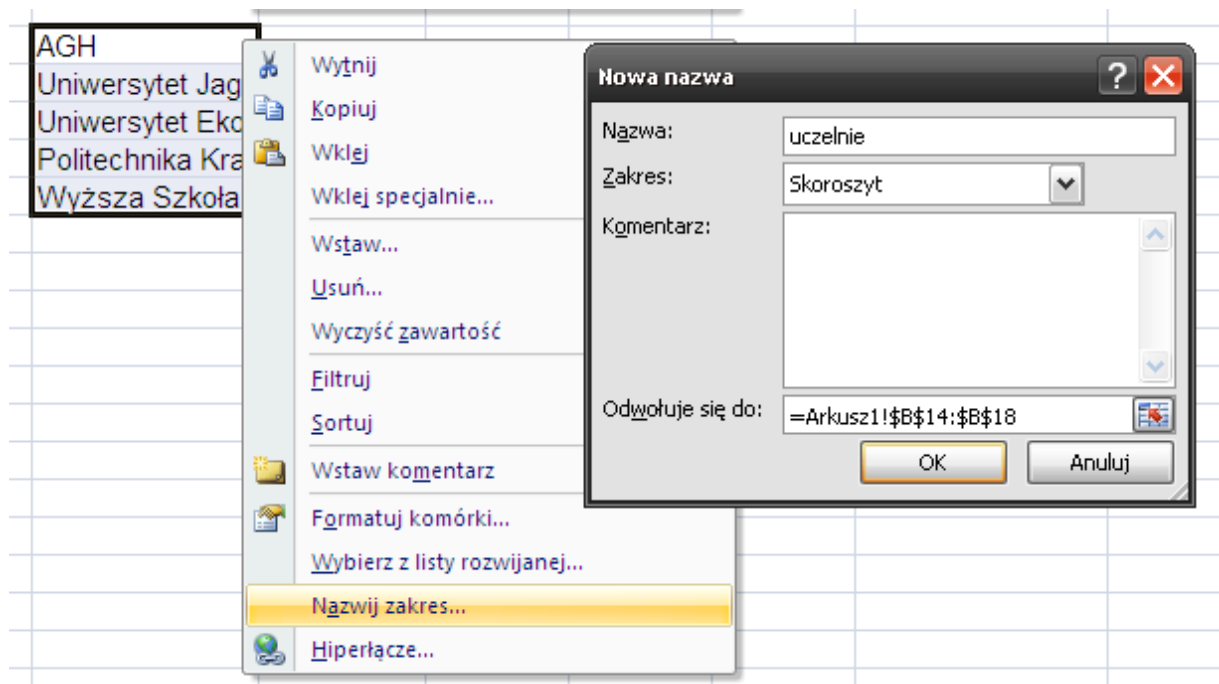 AGH
Uniwersytet Jag
Uniwersytet Eko
Politechnika Kra
Wyższa Szkoła
Wytnij
Kopiuj
Wklej
Wklej specjalnie...
Wstaw...
Usuń...
Wyczyść zawartość
Filtruj
Sortuj
Wstaw komentarz
Formatuj komórki...
Wybierz z listy rozwijanej...
Nazwij zakres...
Hiperłącze...
Nowa nazwa
Nazwa: uczelnie
Zakres: Skoroszyt
Komentarz:
Odwołuje się do: =Arkusz1!$B$14:$B$18
OK Anuluj